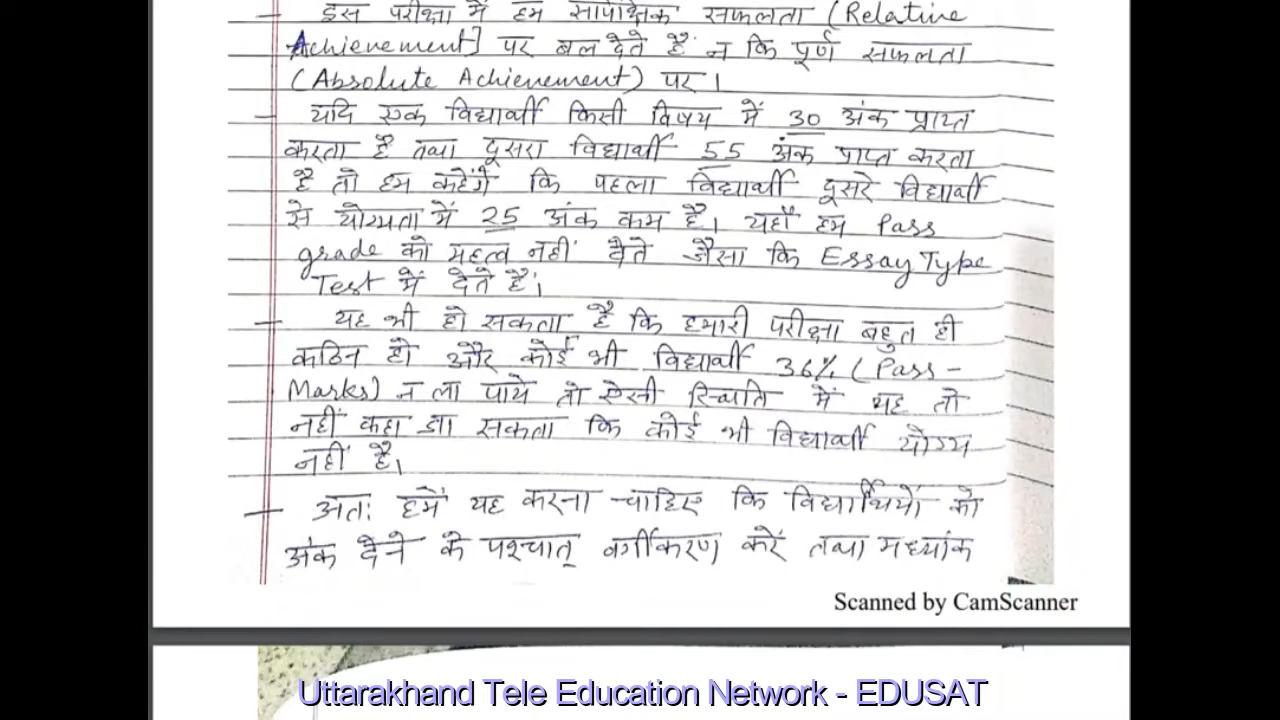 — इस परीक्षा में हम सापेक्षिक सफलता (Relative
Achievement] पर बल देते हैं न कि पूर्ण सफलता
(Absolute Achievement) पर।
— यदि एक विद्यार्थी किसी विषय में 30 अंक प्राप्त
करता है तथा दूसरा विद्यार्थी 55 अंक प्राप्त करता
है तो हम कहेंगे कि पहला विद्यार्थी दूसरे विद्यार्थी
से योग्यता में 25 अंक कम है। यहाँ हम Pass
grade को महत्व नहीं देते जैसा कि Essay Type
Test में देते हैं।
— यह भी हो सकता है कि हमारी परीक्षा बहुत ही
कठिन हो और कोई भी विद्यार्थी 36% (Pass-
Marks) न ला पाये तो ऐसी स्थिति में यह तो
नहीं कहा जा सकता कि कोई भी विद्यार्थी योग्य
नहीं है।
— अतः हमें यह करना चाहिए कि विद्यार्थियों को
अंक देने के पश्चात् वर्गीकरण करें तथा मध्यांक
Scanned by CamScanner
Uttarakhand Tele Education Network - EDUSAT